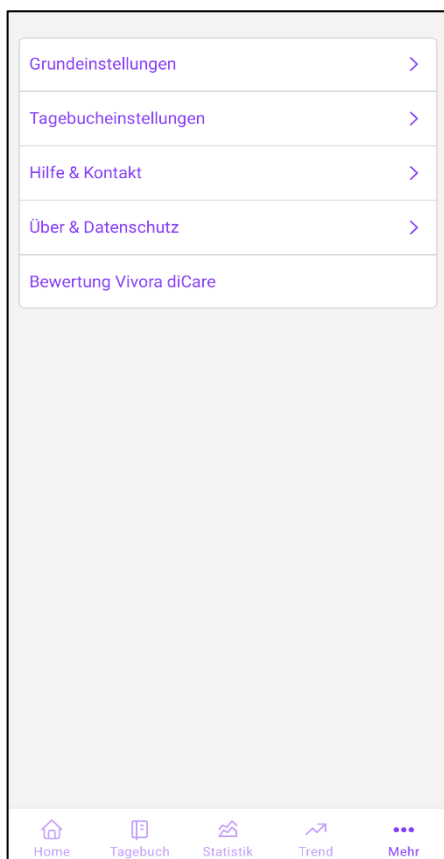 Grundeinstellungen
Tagebucheinstellungen
Hilfe & Kontakt
Über & Datenschutz
Bewertung Vivora diCare
Home Tagebuch Statistik Trend Mehr